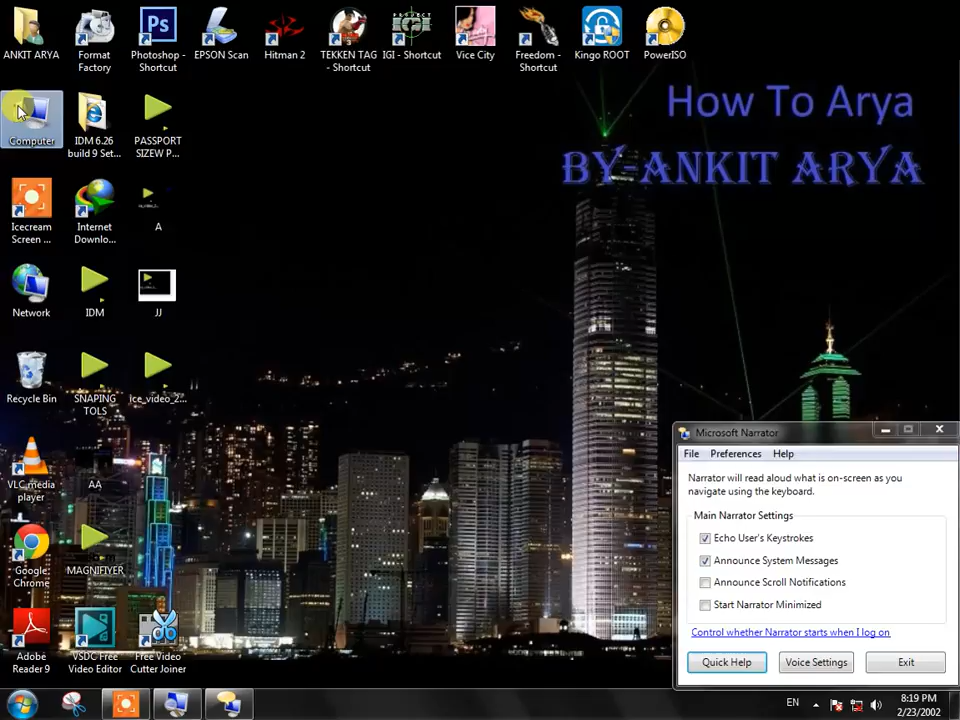 ANKIT ARYA
Format
Factory
Photoshop -
Shortcut
EPSON Scan
Hitman 2
TEKKEN TAG
- Shortcut
IGI - Shortcut
Vice City
Freedom -
Shortcut
Kingo ROOT
PowerISO
How To Arya
BY-ANKIT ARYA
Computer
IDM 6.26
build 9 Set...
PASSPORT
SIZEW P...
Icecream
Screen ...
Internet
Downlo...
A
Network
IDM
JJ
Recycle Bin
SNAPING
TOLS
Ice_video_2...
VLC media
player
AA
Google
Chrome
MAGNIFIYER
Adobe
Reader 9
VSDC Free
Video Editor
Free Video
Cutter Joiner
Microsoft Narrator
File Preferences Help
Narrator will read aloud what is on-screen as you
navigate using the keyboard.
Main Narrator Settings
Echo User's Keystrokes
Announce System Messages
Announce Scroll Notifications
Start Narrator Minimized
Control whether Narrator starts when I log on
Quick Help Voice Settings Exit
EN
8:19 PM
2/23/2002